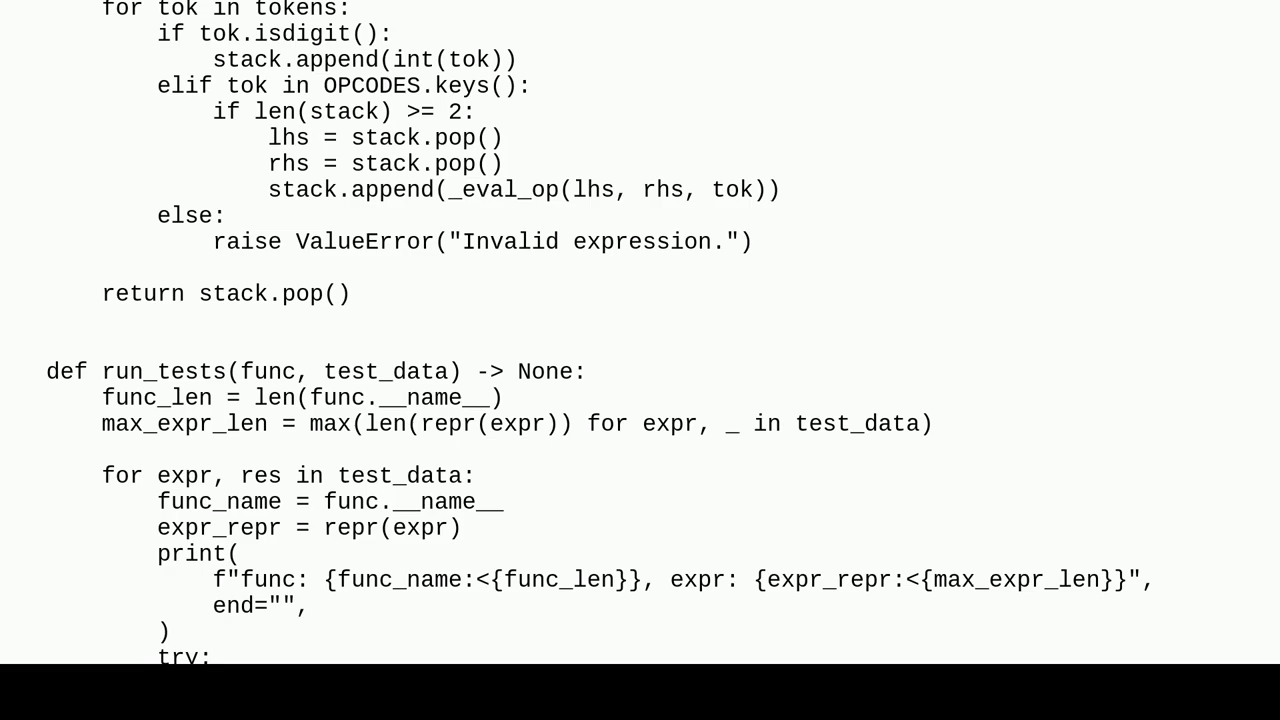 for tok in tokens:
if tok.isdigit():
stack.append(int(tok))
elif tok in OPCODES.keys():
if len(stack) >= 2:
lhs = stack.pop()
rhs = stack.pop()
stack.append(_eval_op(lhs, rhs, tok))
else:
raise ValueError("Invalid expression.")
return stack.pop()
def run_tests(func, test_data) -> None:
func_len = len(func.__name__)
max_expr_len = max(len(repr(expr)) for expr, _ in test_data)
for expr, res in test_data:
func_name = func.__name__
expr_repr = repr(expr)
print(
f"func: {func_name:<{func_len}}, expr: {expr_repr:<{max_expr_len}}",
end="",
)
try: